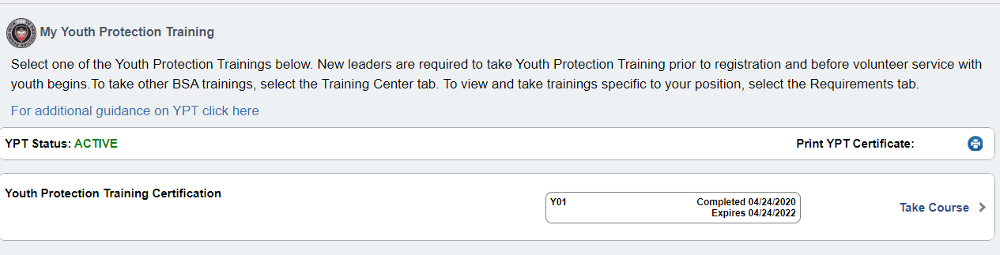 My Youth Protection Training
Select one of the Youth Protection Trainings below. New leaders are required to take Youth Protection Training prior to registration and before volunteer service with
youth begins.To take other BSA trainings, select the Training Center tab. To view and take trainings specific to your position, select the Requirements tab.
For additional guidance on YPT click here
YPT Status: ACTIVE
Print YPT Certificate:
Youth Protection Training Certification
Y01
Completed 04/24/2020
Expires 04/24/2022
Take Course